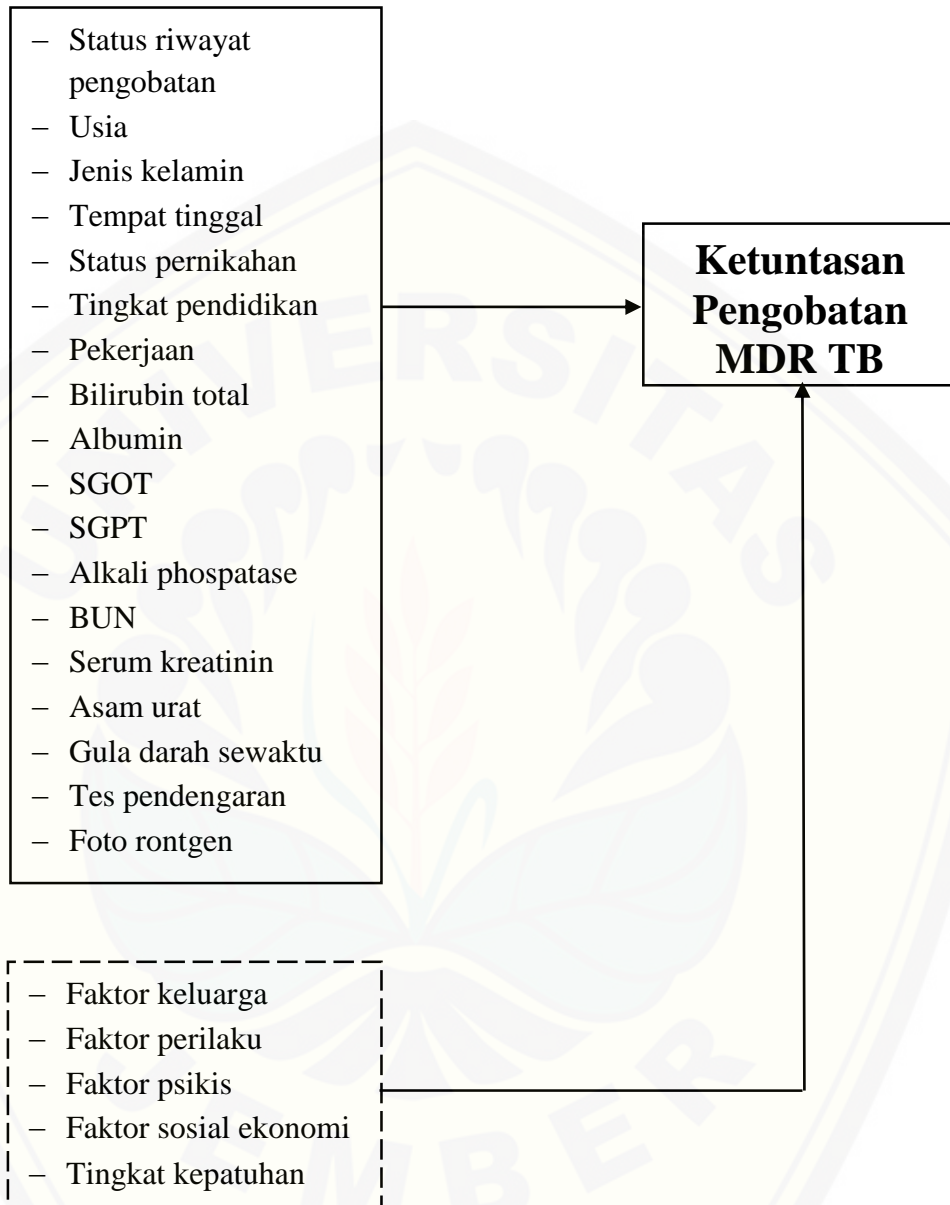 – Status riwayat
pengobatan
– Usia
– Jenis kelamin
– Tempat tinggal
– Status pernikahan
– Tingkat pendidikan
– Pekerjaan
– Bilirubin total
– Albumin
– SGOT
– SGPT
– Alkali phospatase
– BUN
– Serum kreatinin
– Asam urat
– Gula darah sewaktu
– Tes pendengaran
– Foto rontgen
Ketuntasan
Pengobatan
MDR TB
– Faktor keluarga
– Faktor perilaku
– Faktor psikis
– Faktor sosial ekonomi
– Tingkat kepatuhan
UNIVERSITAS
JEMBER